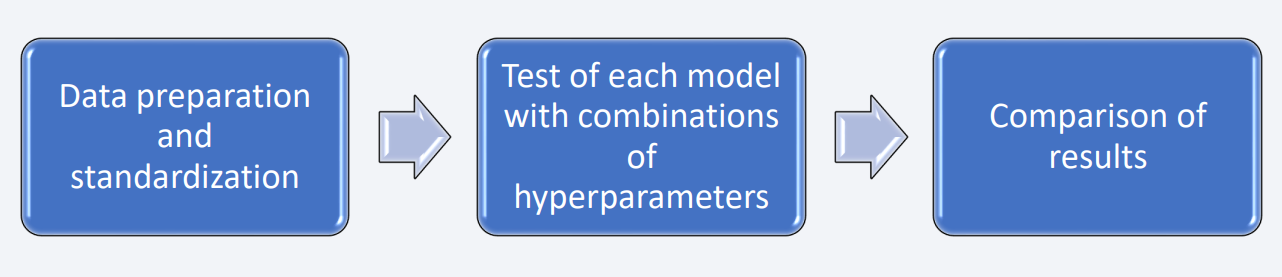 Data preparation
and
standardization
Test of each model
with combinations
of
hyperparameters
Comparison of
results